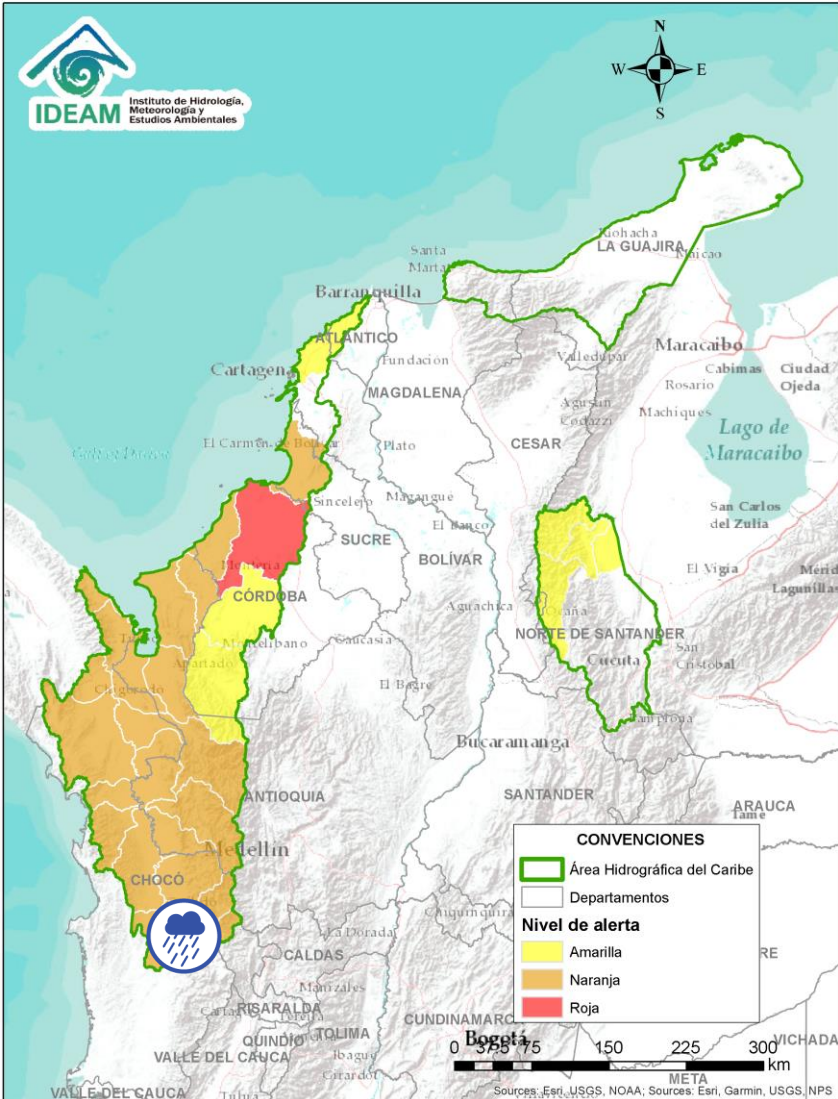 IDEAM
Instituto de Hidrología,
Meteorología y
Estudios Ambientales
N
W
E
S
Riohacha
LA GUAJIRA
Maicao
Santa
Marta
Barranquilla
ATLÁNTICO
Cartagena
Fundación
Valledupar
Maracaibo
Cabimas
Ciudad
Ojeda
Rosario
MAGDALENA
Agustín
Codazzi
Machiques
El Carmen de Bolívar
Plato
CESAR
Lago de
Maracaibo
Sincelejo
Magangué
San Carlos
del Zulia
SUCRE
El Banco
BOLÍVAR
El Vigía
Montería
CÓRDOBA
Aguachica
Ocaña
NORTE DE SANTANDER
Montelíbano
Caucasia
San
Cristóbal
Apartadó
Cúcuta
El Bagre
Chigorodó
Bucaramanga
ANTIOQUIA
SANTANDER
ARAUCA
Tame
Medellín
CHOCÓ
La Dorada
CALDAS
Manizales
RISARALDA
QUINDÍO
TOLIMA
Ibagué
Girardot
CUNDINAMARC
Bogotá
VALLE DEL CAUCA
VALLE DEL CAUCA
Tuluá
META
VICHADA
CONVENCIONES
Área Hidrográfica del Caribe
Departamentos
Nivel de alerta
Amarilla
Naranja
Roja
0 37,5 75 150 225 300
km
Sources: Esri, USGS, NOAA; Sources: Esri, Garmin, USGS, NPS